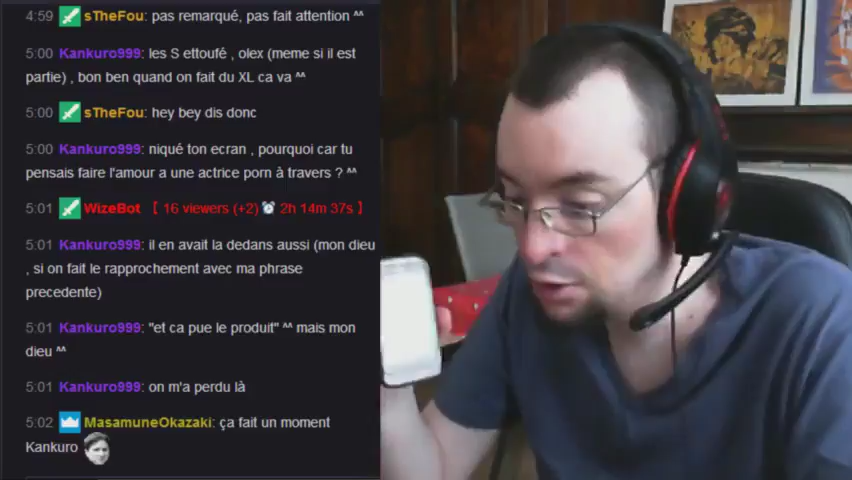 4:59 sTheFou: pas remarqué, pas fait attention ^^
5:00 Kankuro999: les S ettoufé , olex (meme si il est
partie) , bon ben quand on fait du XL ca va ^^
5:00 sTheFou: hey bey dis donc
5:00 Kankuro999: niqué ton ecran , pourquoi car tu
pensais faire l'amour a une actrice porn à travers ? ^^
5:01 WizeBot [ 16 viewers (+2) 2h 14m 37s ]
5:01 Kankuro999: il en avait la dedans aussi (mon dieu
, si on fait le rapprochement avec ma phrase
precedente)
5:01 Kankuro999: "et ca pue le produit" ^^ mais mon
dieu ^^
5:01 Kankuro999: on m'a perdu là
5:02 MasamuneOkazaki: ça fait un moment
Kankuro